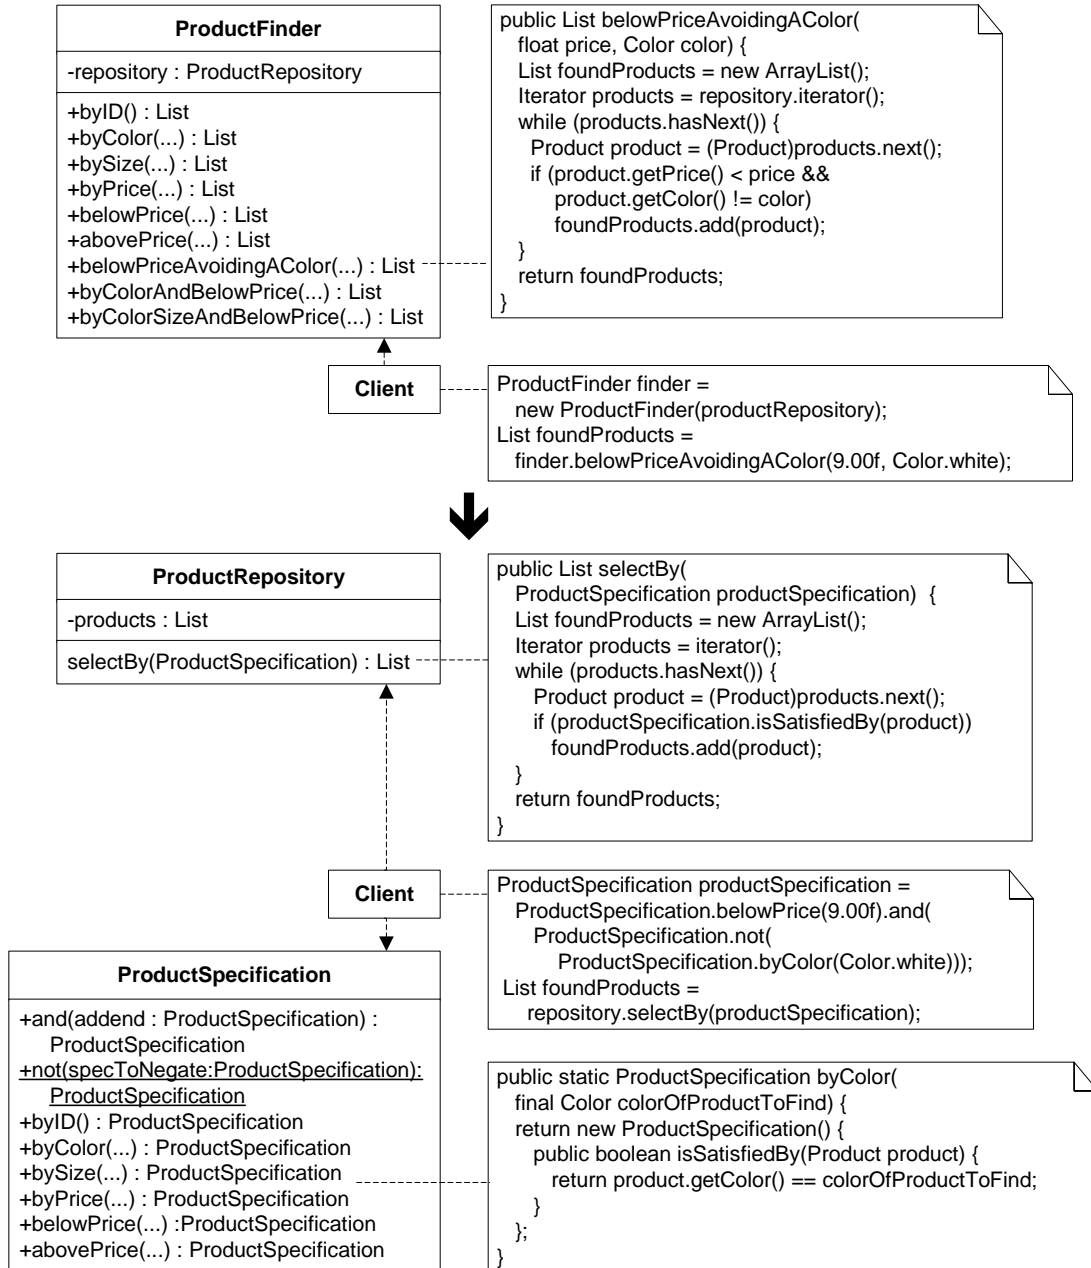 ProductFinder
-repository : ProductRepository
+byID() : List
+byColor(...) : List
+bySize(...) : List
+byPrice(...) : List
+belowPrice(...) : List
+abovePrice(...) : List
+belowPriceAvoidingAColor(...) : List
+byColorAndBelowPrice(...) : List
+byColorSizeAndBelowPrice(...) : List
public List belowPriceAvoidingAColor(
float price, Color color) {
List foundProducts = new ArrayList();
Iterator products = repository.iterator();
while (products.hasNext()) {
Product product = (Product)products.next();
if (product.getPrice() < price &&
product.getColor() != color)
foundProducts.add(product);
}
return foundProducts;
}
Client
ProductFinder finder =
new ProductFinder(productRepository);
List foundProducts =
finder.belowPriceAvoidingAColor(9.00f, Color.white);
ProductRepository
-products : List
selectBy(ProductSpecification) : List
public List selectBy(
ProductSpecification productSpecification) {
List foundProducts = new ArrayList();
Iterator products = iterator();
while (products.hasNext()) {
Product product = (Product)products.next();
if (productSpecification.isSatisfiedBy(product))
foundProducts.add(product);
}
return foundProducts;
}
Client
ProductSpecification productSpecification =
ProductSpecification.belowPrice(9.00f).and(
ProductSpecification.not(
ProductSpecification.byColor(Color.white)));
List foundProducts =
repository.selectBy(productSpecification);
ProductSpecification
+and(addend : ProductSpecification) :
ProductSpecification
+not(specToNegate:ProductSpecification):
ProductSpecification
+byID() : ProductSpecification
+byColor(...) : ProductSpecification
+bySize(...) : ProductSpecification
+byPrice(...) : ProductSpecification
+belowPrice(...) :ProductSpecification
+abovePrice(...) : ProductSpecification
public static ProductSpecification byColor(
final Color colorOfProductToFind) {
return new ProductSpecification() {
public boolean isSatisfiedBy(Product product) {
return product.getColor() == colorOfProductToFind;
}
};
}